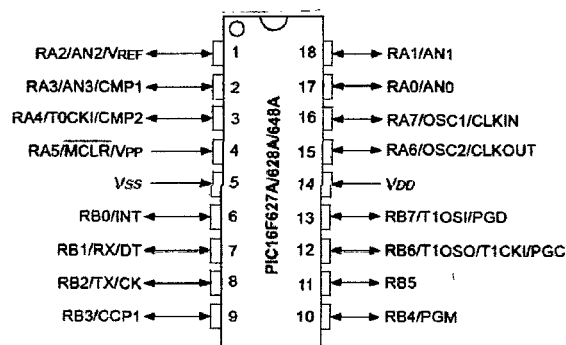 RA2/AN2/VREF 1 18 RA1/AN1
RA3/AN3/CMP1 2 17 RA0/AN0
RA4/T0CKI/CMP2 3 16 RA7/OSC1/CLKIN
RA5/MCLR/VPP 4 15 RA6/OSC2/CLKOUT
VSS 5 14 VDD
RB0/INT 6 13 RB7/T1OSI/PGD
RB1/RX/DT 7 12 RB6/T1OSO/T1CKI/PGC
RB2/TX/CK 8 11 RB5
RB3/CCP1 9 10 RB4/PGM
PIC16F627A/628A/648A